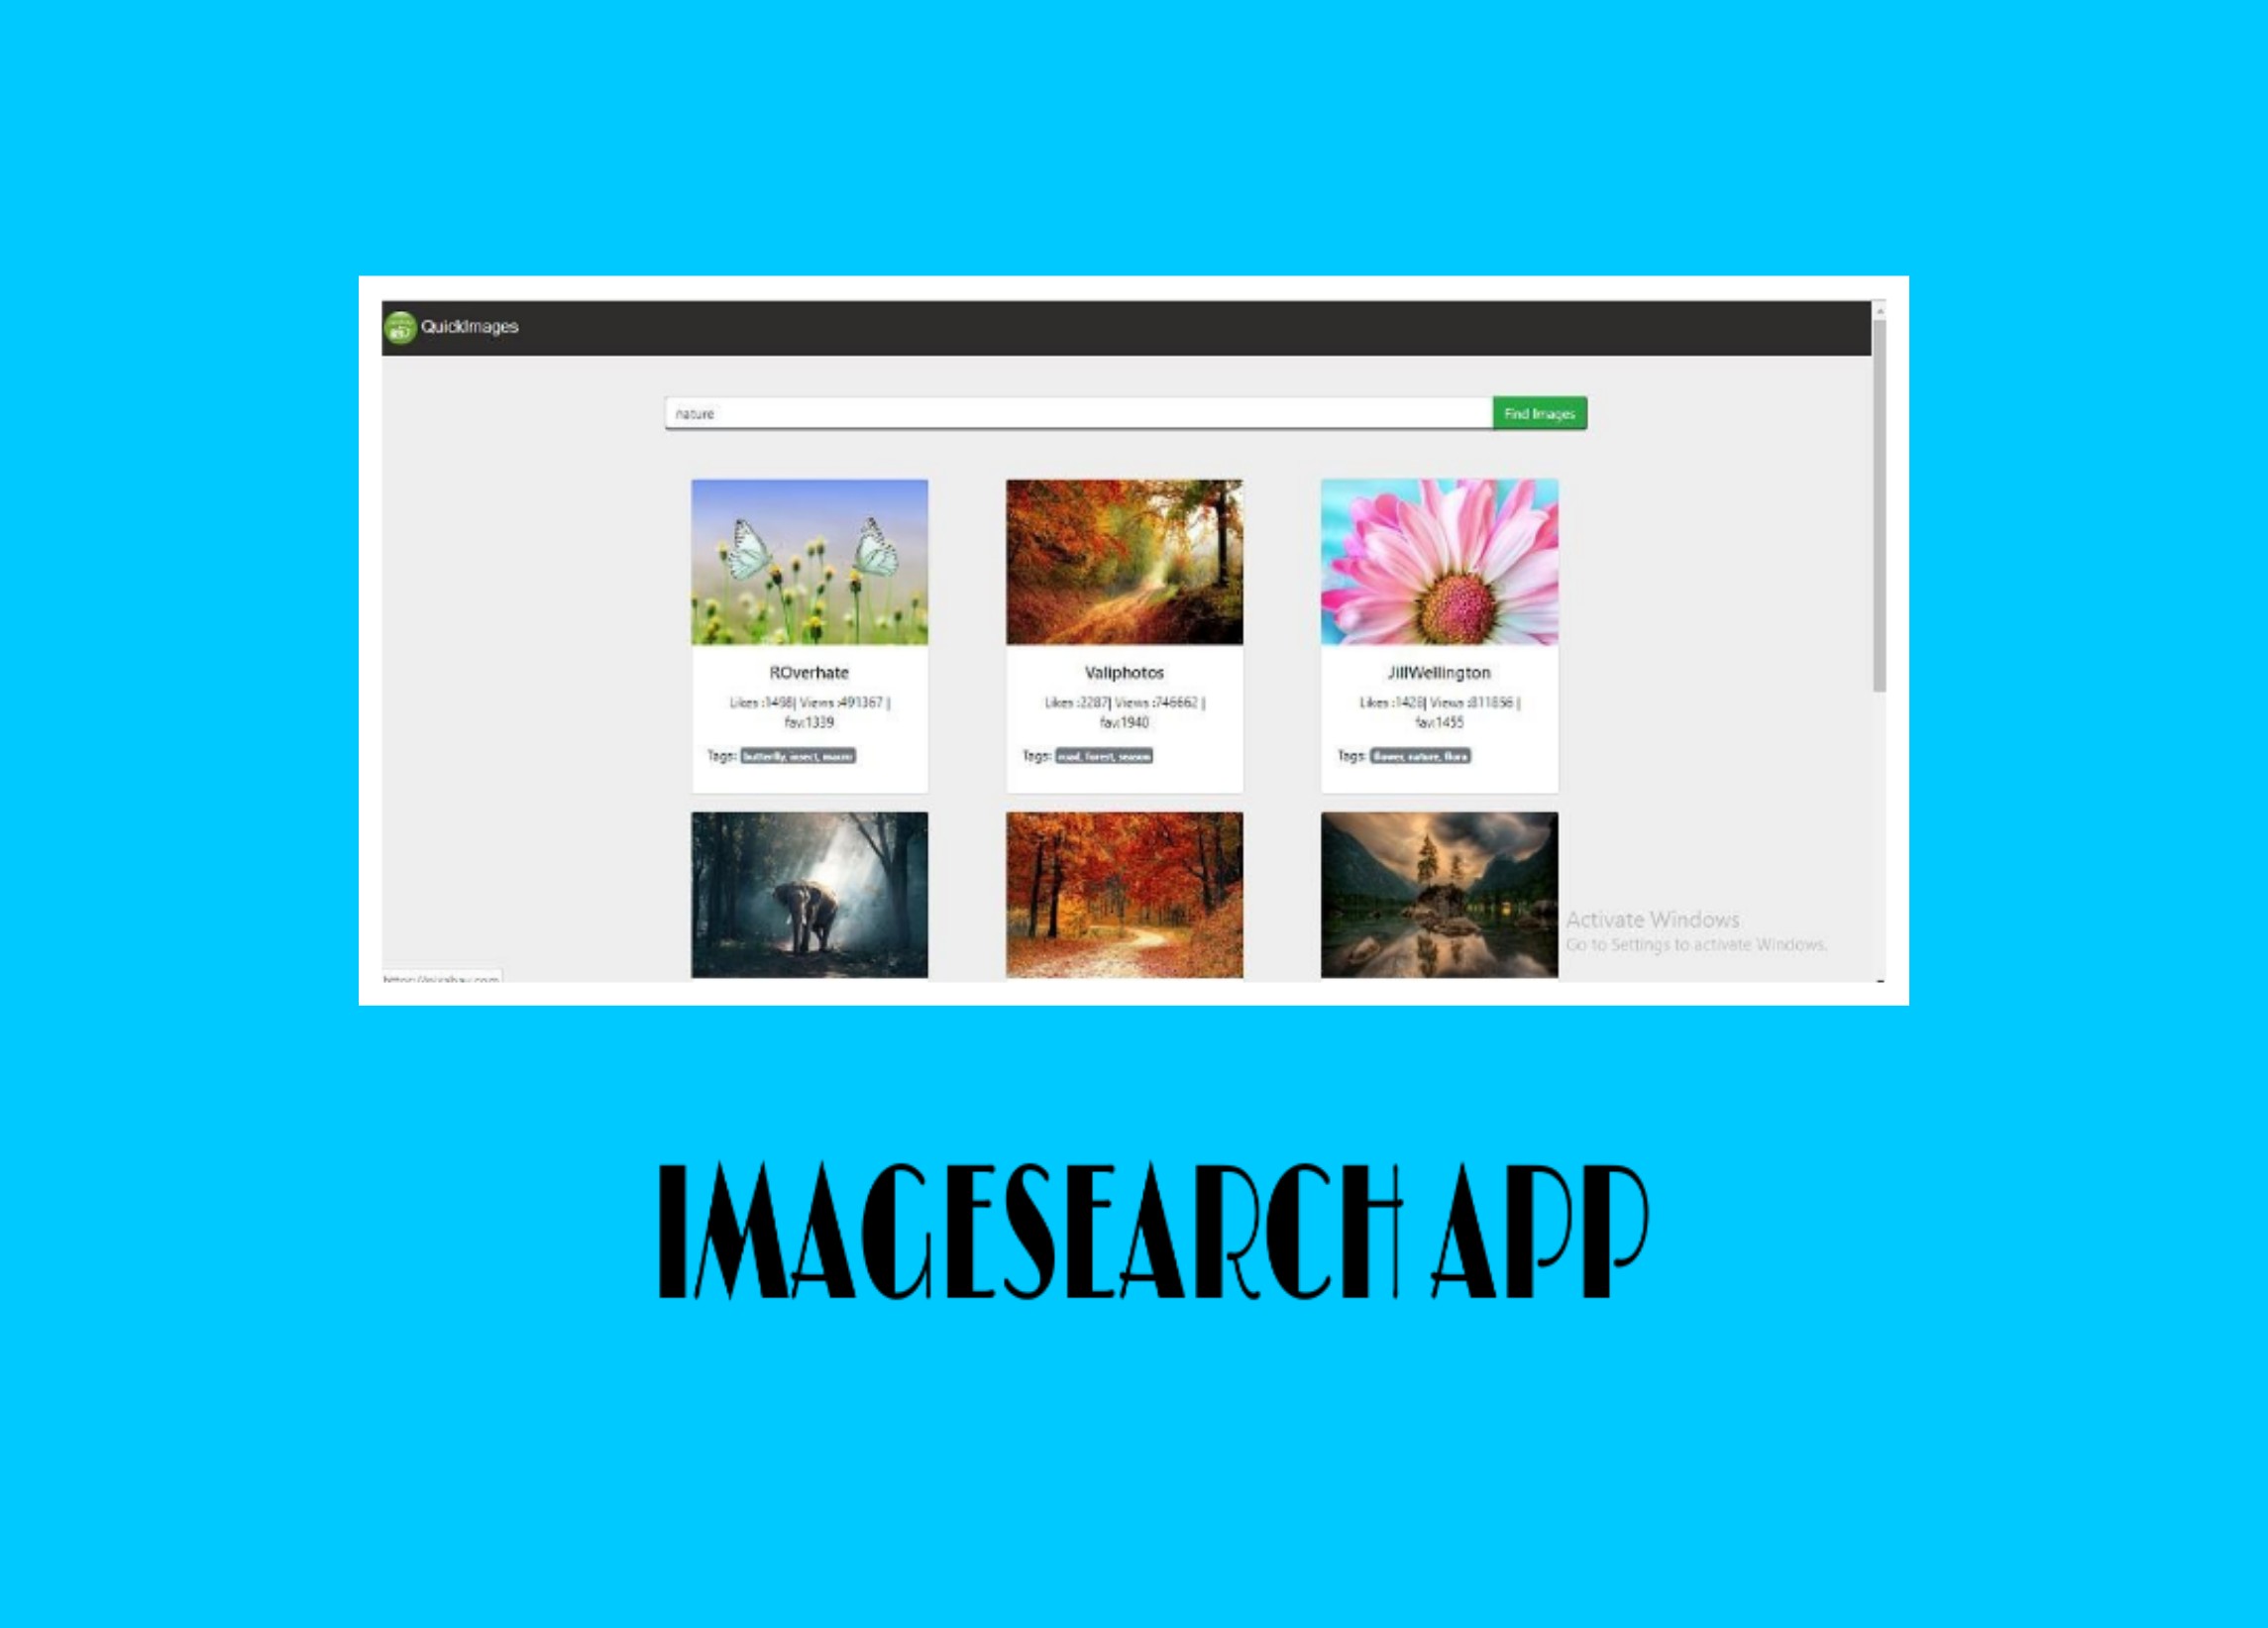 QuickImages
nature
Find Images
ROverhate
Likes :1498| Views :491367 |
fav:1339
Tags: butterfly, insect, macro
Valiphotos
Likes :2287| Views :746662 |
fav:1940
Tags: road, forest, season
JillWellington
Likes :1428| Views :811856 |
fav:1455
Tags: flower, nature, flora
Activate Windows
Go to Settings to activate Windows.
https://pixabay.com
IMAGESEARCH APP